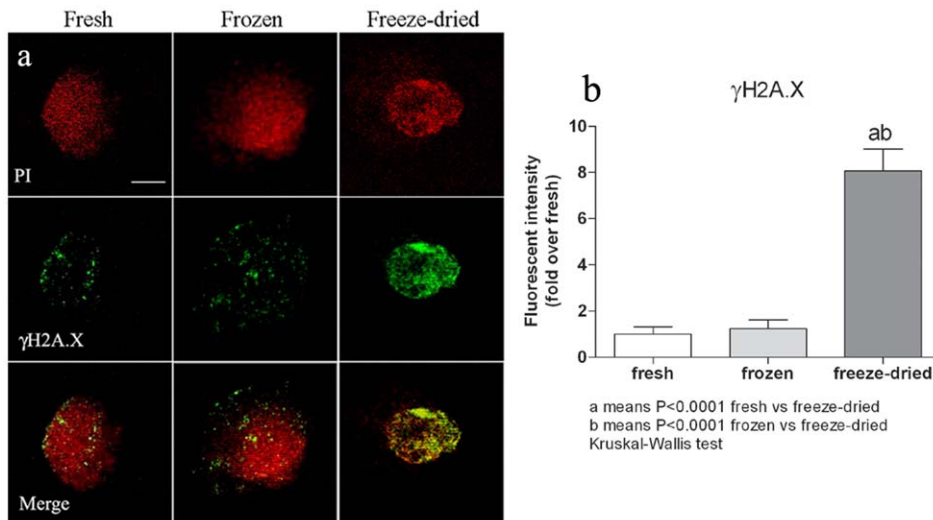 Fresh Frozen Freeze-dried
a
PI
γH2A.X
Merge
b
γH2A.X
Fluorescent intensity
(fold over fresh)
10
8
6
4
2
0
ab
fresh frozen freeze-dried
a means P<0.0001 fresh vs freeze-dried
b means P<0.0001 frozen vs freeze-dried
Kruskal-Wallis test